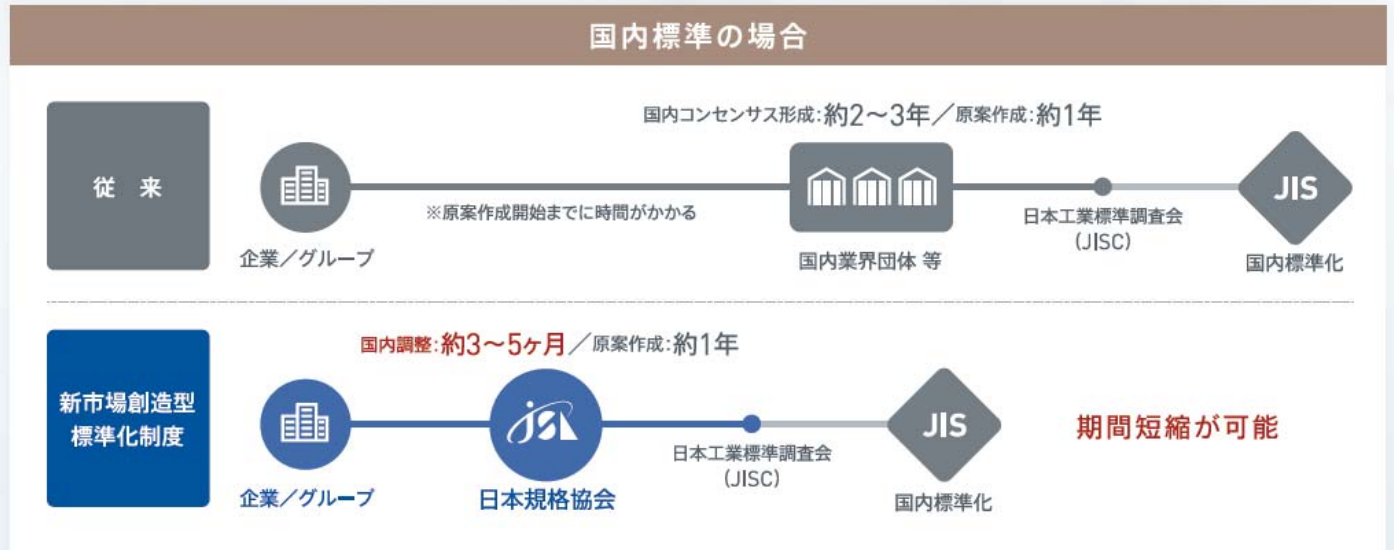 国内標準の場合
従 来
国内コンセンサス形成:約2〜3年／原案作成:約1年
※原案作成開始までに時間がかかる
企業／グループ
国内業界団体 等
日本工業標準調査会
(JISC)
JIS
国内標準化
新市場創造型
標準化制度
国内調整:約3〜5ヶ月／原案作成:約1年
企業／グループ
jsa
日本規格協会
日本工業標準調査会
(JISC)
JIS
国内標準化
期間短縮が可能